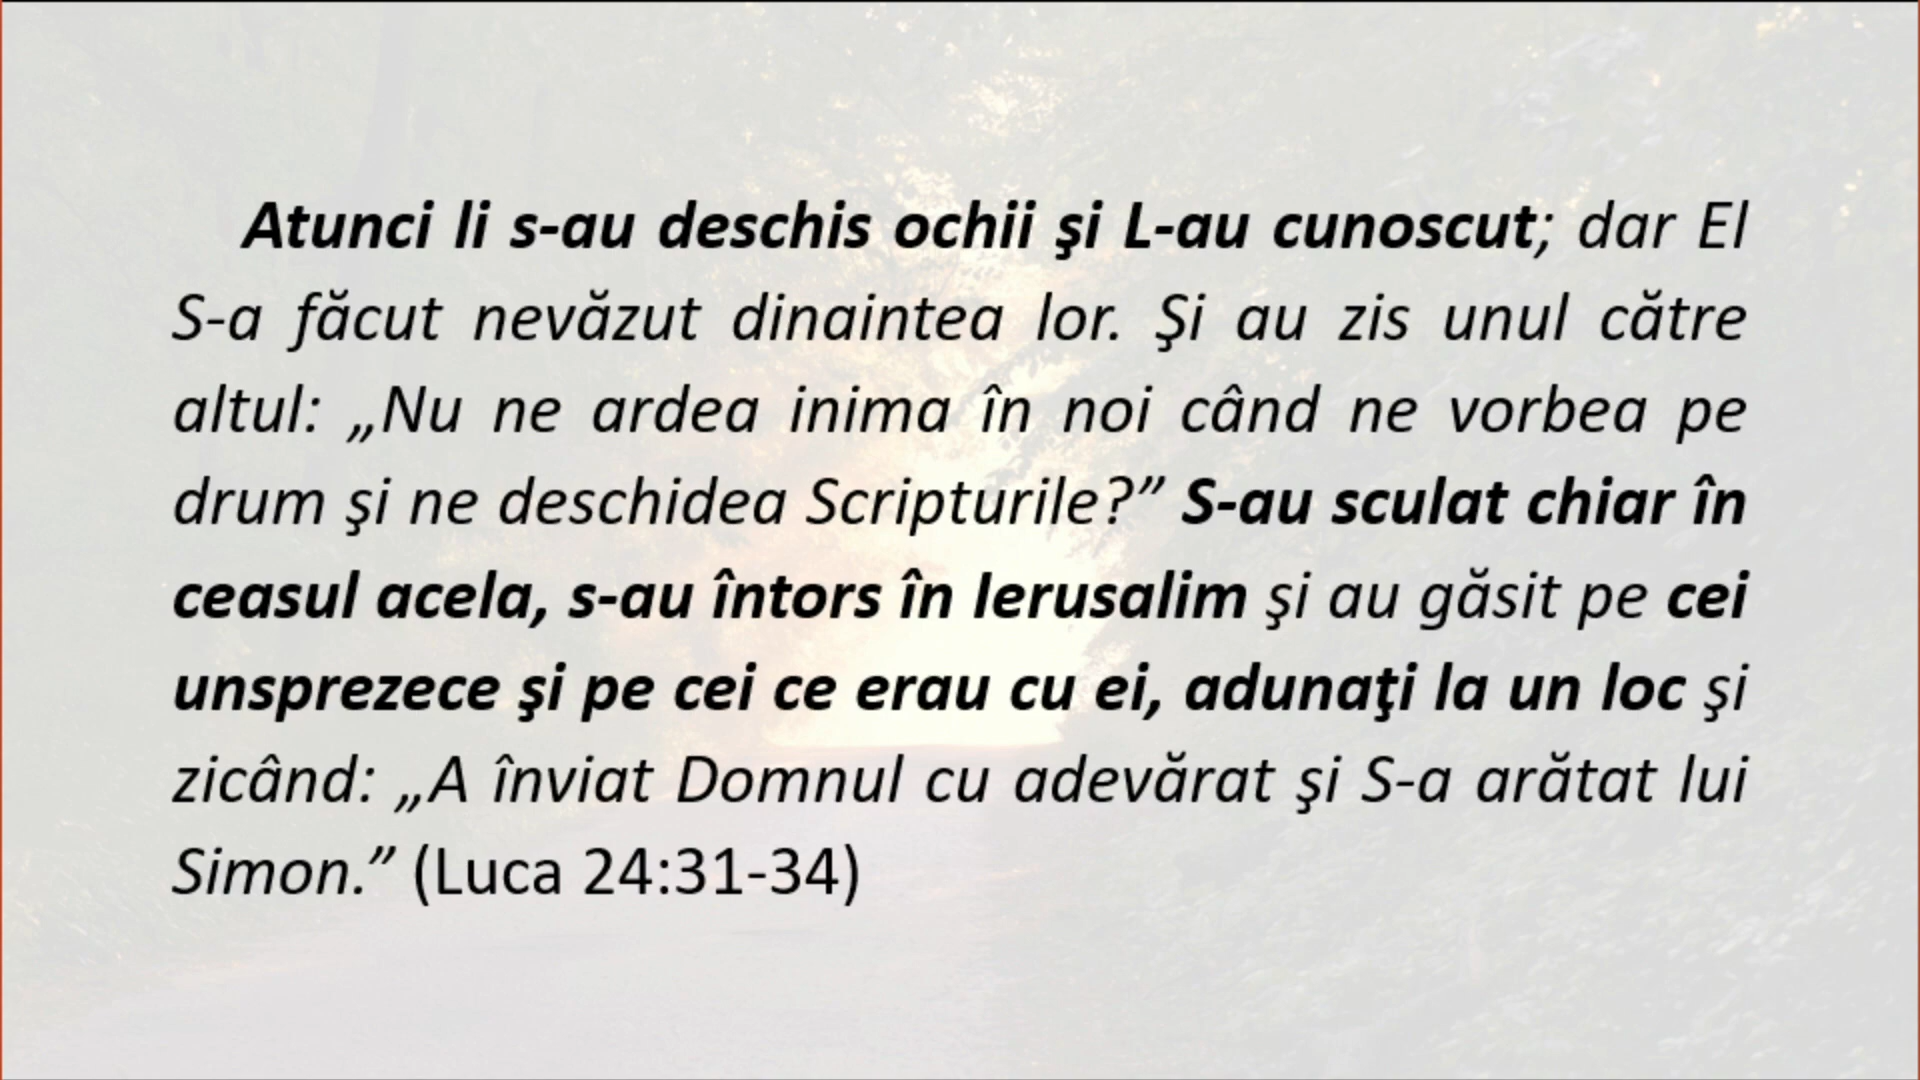 Atunci li s-au deschis ochii şi L-au cunoscut; dar El
S-a făcut nevăzut dinaintea lor. Şi au zis unul către
altul: „Nu ne ardea inima în noi când ne vorbea pe
drum şi ne deschidea Scripturile?” S-au sculat chiar în
ceasul acela, s-au întors în Ierusalim şi au găsit pe cei
unsprezece şi pe cei ce erau cu ei, adunaţi la un loc şi
zicând: „A înviat Domnul cu adevărat şi S-a arătat lui
Simon.” (Luca 24:31-34)